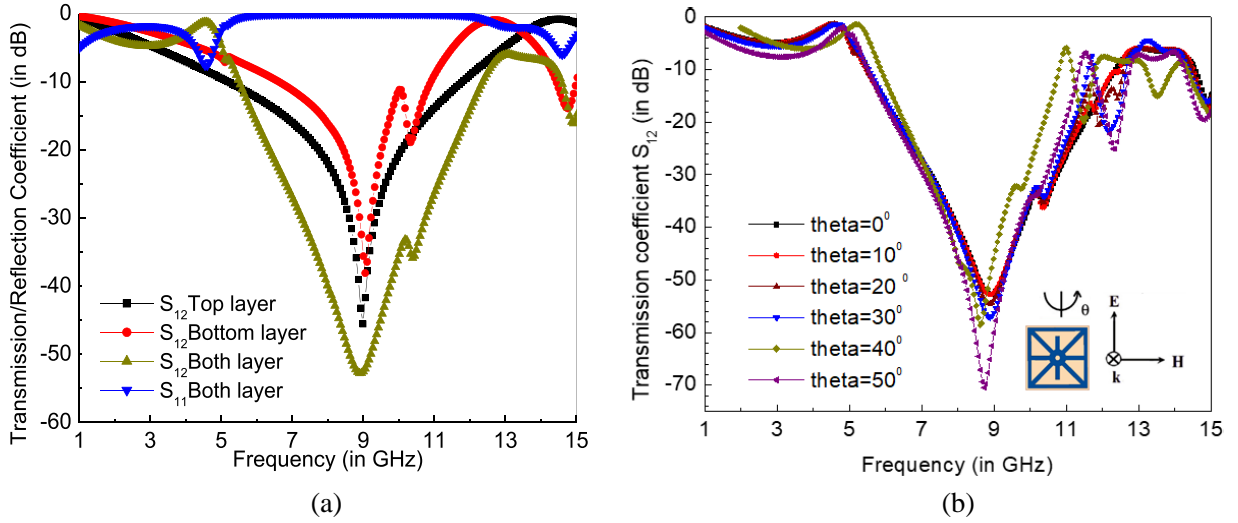 Transmission/Reflection Coefficient (in dB)
0
-10
-20
-30
-40
-50
-60
S₁₂Top layer
S₁₂Bottom layer
S₁₂Both layer
S₁₁Both layer
1 3 5 7 9 11 13 15
Frequency (in GHz)
(a)
Transmission coefficient S₁₂ (in dB)
0
-10
-20
-30
-40
-50
-60
-70
theta=0⁰
theta=10⁰
theta=20⁰
theta=30⁰
theta=40⁰
theta=50⁰
θ
E
H
k
1 3 5 7 9 11 13 15
Frequency (in GHz)
(b)